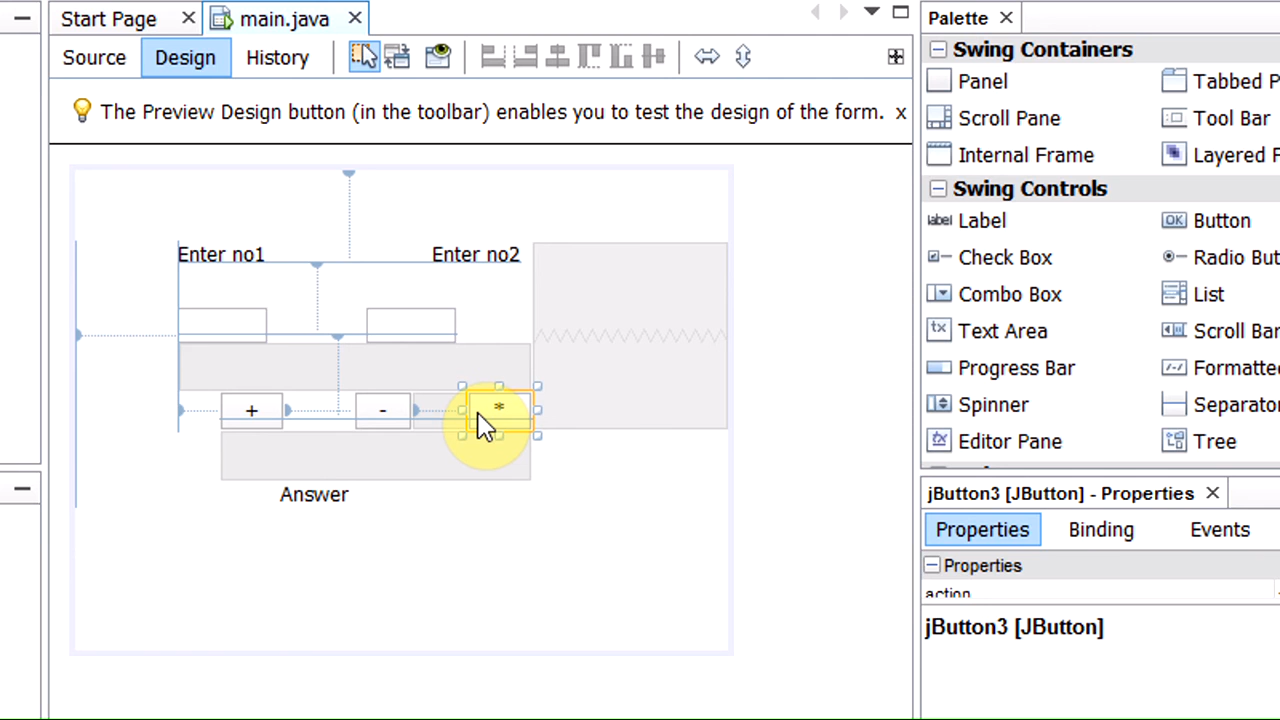 Start Page
main.java
Source
Design
History
The Preview Design button (in the toolbar) enables you to test the design of the form. x
Enter no1
Enter no2
+
-
*
Answer
Palette
Swing Containers
Panel
Tabbed P
Scroll Pane
Tool Bar
Internal Frame
Layered F
Swing Controls
label Label
OK Button
Check Box
Radio But
Combo Box
List
tx Text Area
Scroll Bar
Progress Bar
Formatted
Spinner
Separator
Editor Pane
Tree
jButton3 [JButton] - Properties
Properties
Binding
Events
Properties
action
jButton3 [JButton]